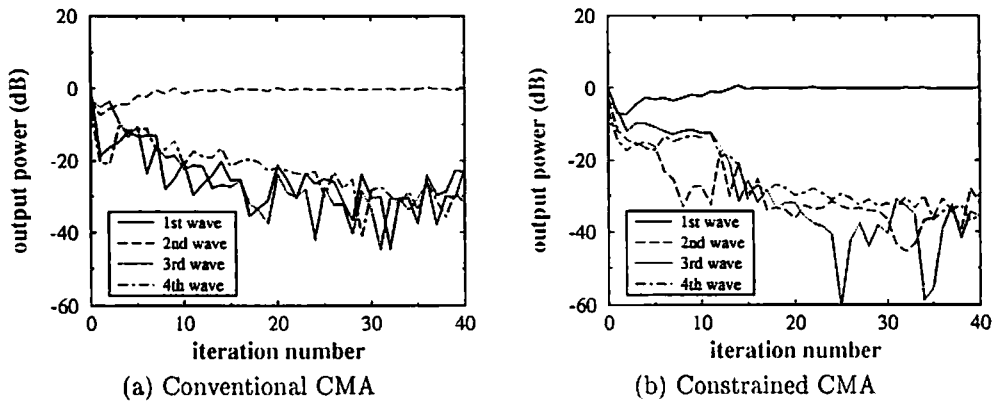 20
0
-20
-40
-60
output power (dB)
1st wave
2nd wave
3rd wave
4th wave
0 10 20 30 40
iteration number
(a) Conventional CMA
20
0
-20
-40
-60
output power (dB)
1st wave
2nd wave
3rd wave
4th wave
0 10 20 30 40
iteration number
(b) Constrained CMA